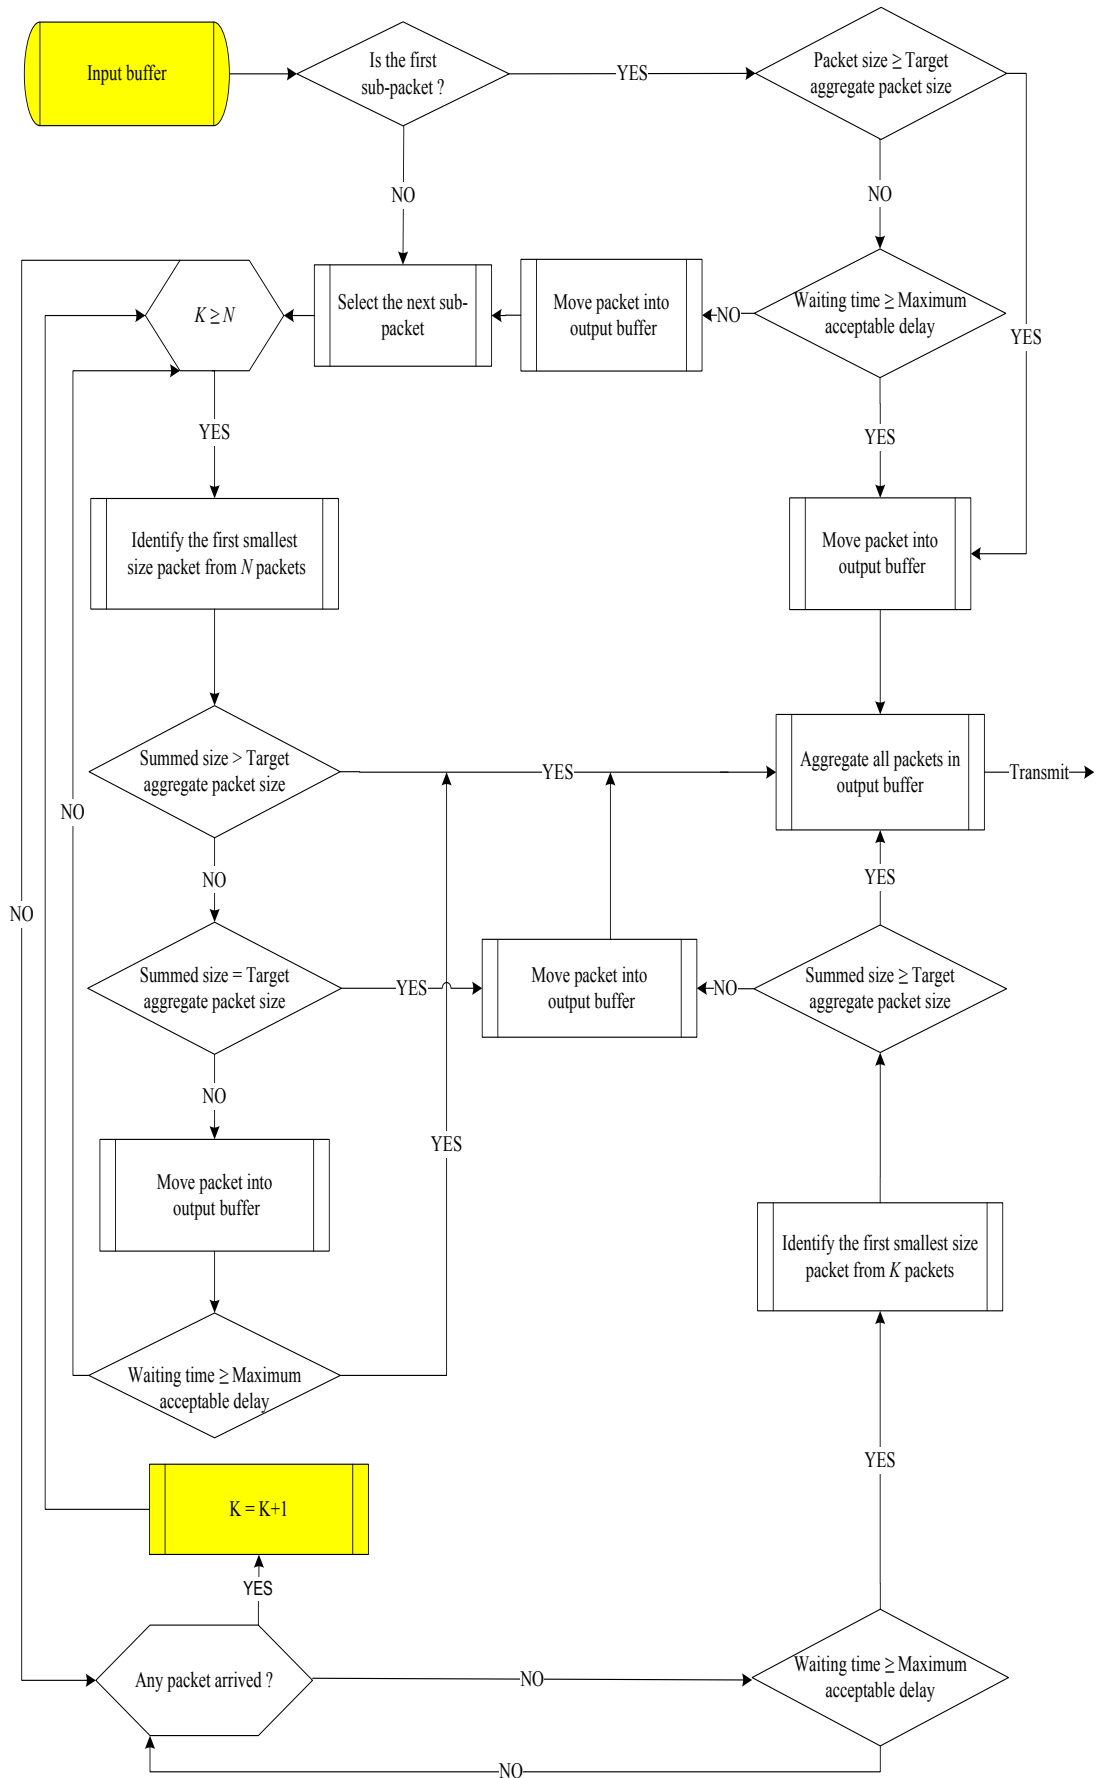 Input buffer
Is the first
sub-packet ?
YES
Packet size ≥ Target
aggregate packet size
NO
NO
YES
K ≥ N
Select the next sub-
packet
Move packet into
output buffer
NO
Waiting time ≥ Maximum
acceptable delay
YES
YES
Identify the first smallest
size packet from N packets
Move packet into
output buffer
Summed size > Target
aggregate packet size
YES
Aggregate all packets in
output buffer
Transmit
NO
NO
YES
NO
Summed size = Target
aggregate packet size
YES
Move packet into
output buffer
NO
Summed size ≥ Target
aggregate packet size
NO
YES
Move packet into
output buffer
Identify the first smallest size
packet from K packets
Waiting time ≥ Maximum
acceptable delay
YES
K = K+1
YES
Any packet arrived ?
NO
Waiting time ≥ Maximum
acceptable delay
NO